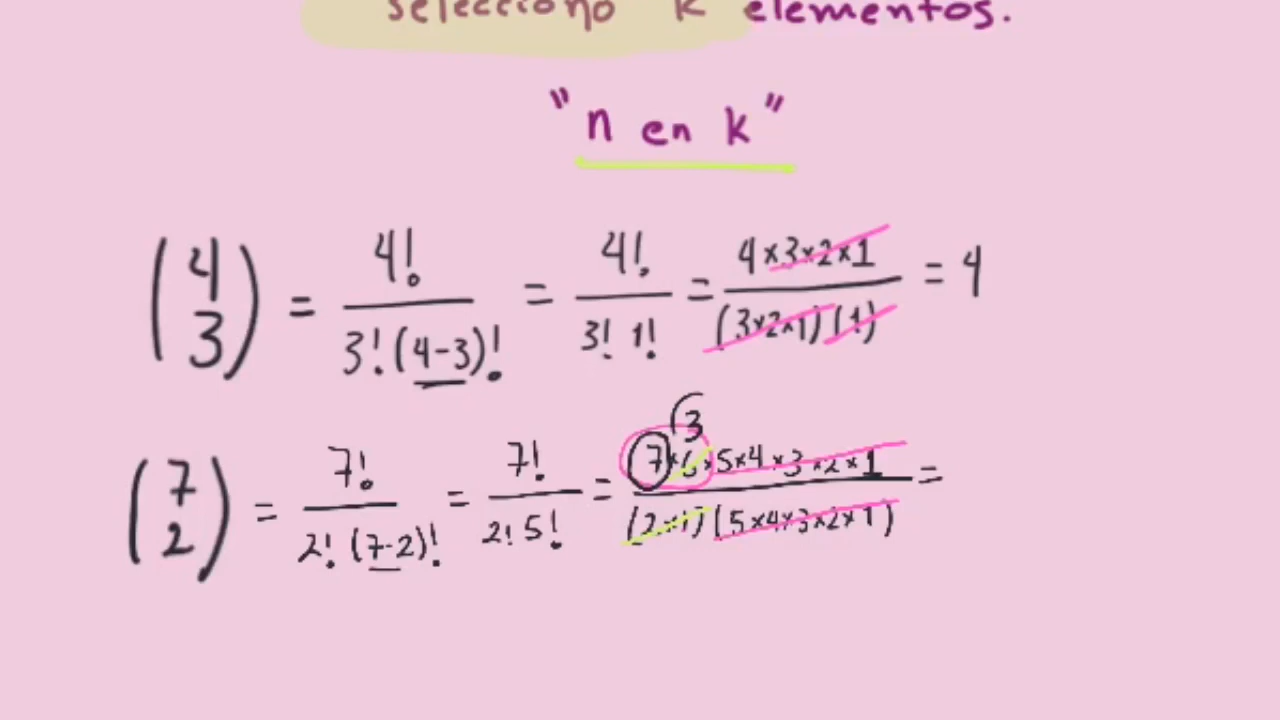 selecciono k elementos.
"n en k"
(4 3) = 4! / 3!(4-3)! = 4! / 3! 1! = 4×3×2×1 / (3×2×1)(1) = 4
3
(7 2) = 7! / 2!(7-2)! = 7! / 2! 5! = 7×6×5×4×3×2×1 / (2×1)(5×4×3×2×1) =